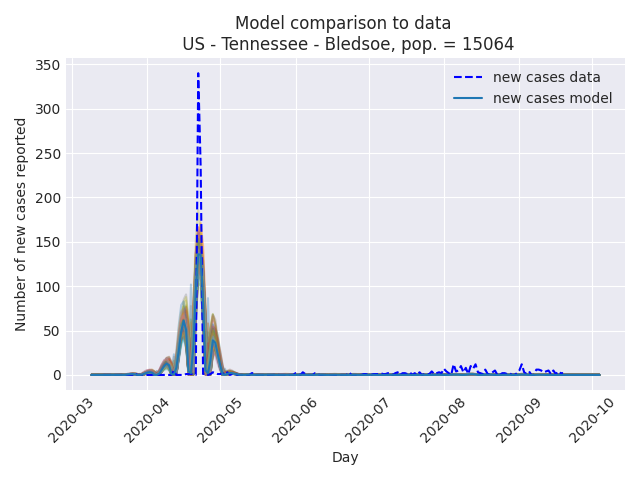 Model comparison to data
US - Tennessee - Bledsoe, pop. = 15064
new cases data
new cases model
Number of new cases reported
350
300
250
200
150
100
50
0
2020-03
2020-04
2020-05
2020-06
2020-07
2020-08
2020-09
2020-10
Day